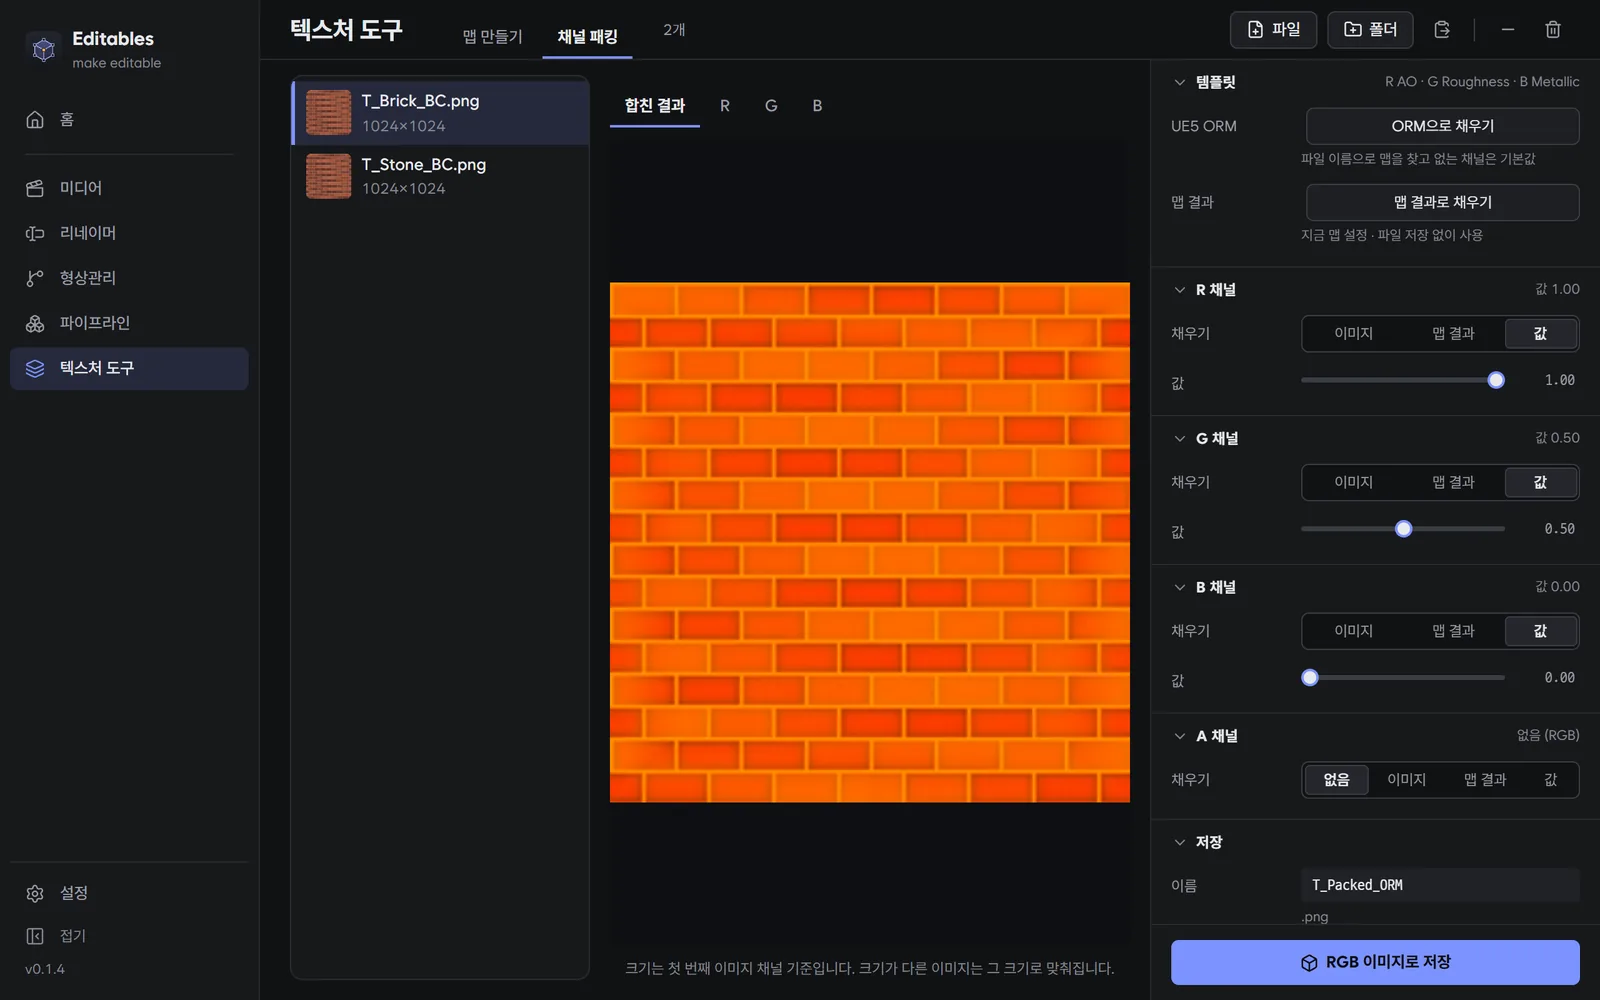 Editables
make editable
홈
미디어
리네이머
형상관리
파이프라인
텍스처 도구
설정
접기
v0.1.4
텍스처 도구
맵 만들기
채널 패킹
2개
파일
폴더
T_Brick_BC.png
1024×1024
T_Stone_BC.png
1024×1024
합친 결과
R
G
B
크기는 첫 번째 이미지 채널 기준입니다. 크기가 다른 이미지는 그 크기로 맞춰집니다.
템플릿
R AO · G Roughness · B Metallic
UE5 ORM
ORM으로 채우기
파일 이름으로 맵을 찾고 없는 채널은 기본값
맵 결과
맵 결과로 채우기
지금 맵 설정 · 파일 저장 없이 사용
R 채널
값 1.00
채우기
이미지
맵 결과
값
값
1.00
G 채널
값 0.50
채우기
이미지
맵 결과
값
값
0.50
B 채널
값 0.00
채우기
이미지
맵 결과
값
값
0.00
A 채널
없음 (RGB)
채우기
없음
이미지
맵 결과
값
저장
이름
T_Packed_ORM
.png
RGB 이미지로 저장